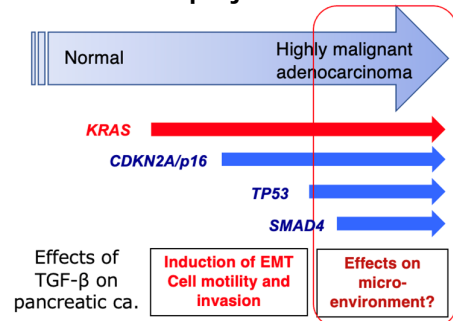 Normal
Highly malignant
adenocarcinoma
KRAS
CDKN2A/p16
TP53
SMAD4
Effects of
TGF-β on
pancreatic ca.
Induction of EMT
Cell motility and
invasion
Effects on
micro-
environment?